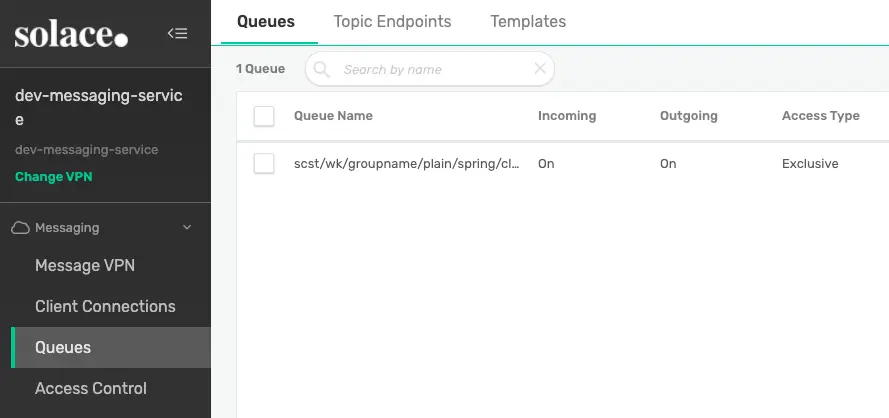 solace.
dev-messaging-servic
e
dev-messaging-service
Change VPN
Messaging
Message VPN
Client Connections
Queues
Access Control
Queues Topic Endpoints Templates
1 Queue Search by name
Queue Name Incoming Outgoing Access Type
scst/wk/groupname/plain/spring/cl... On On Exclusive